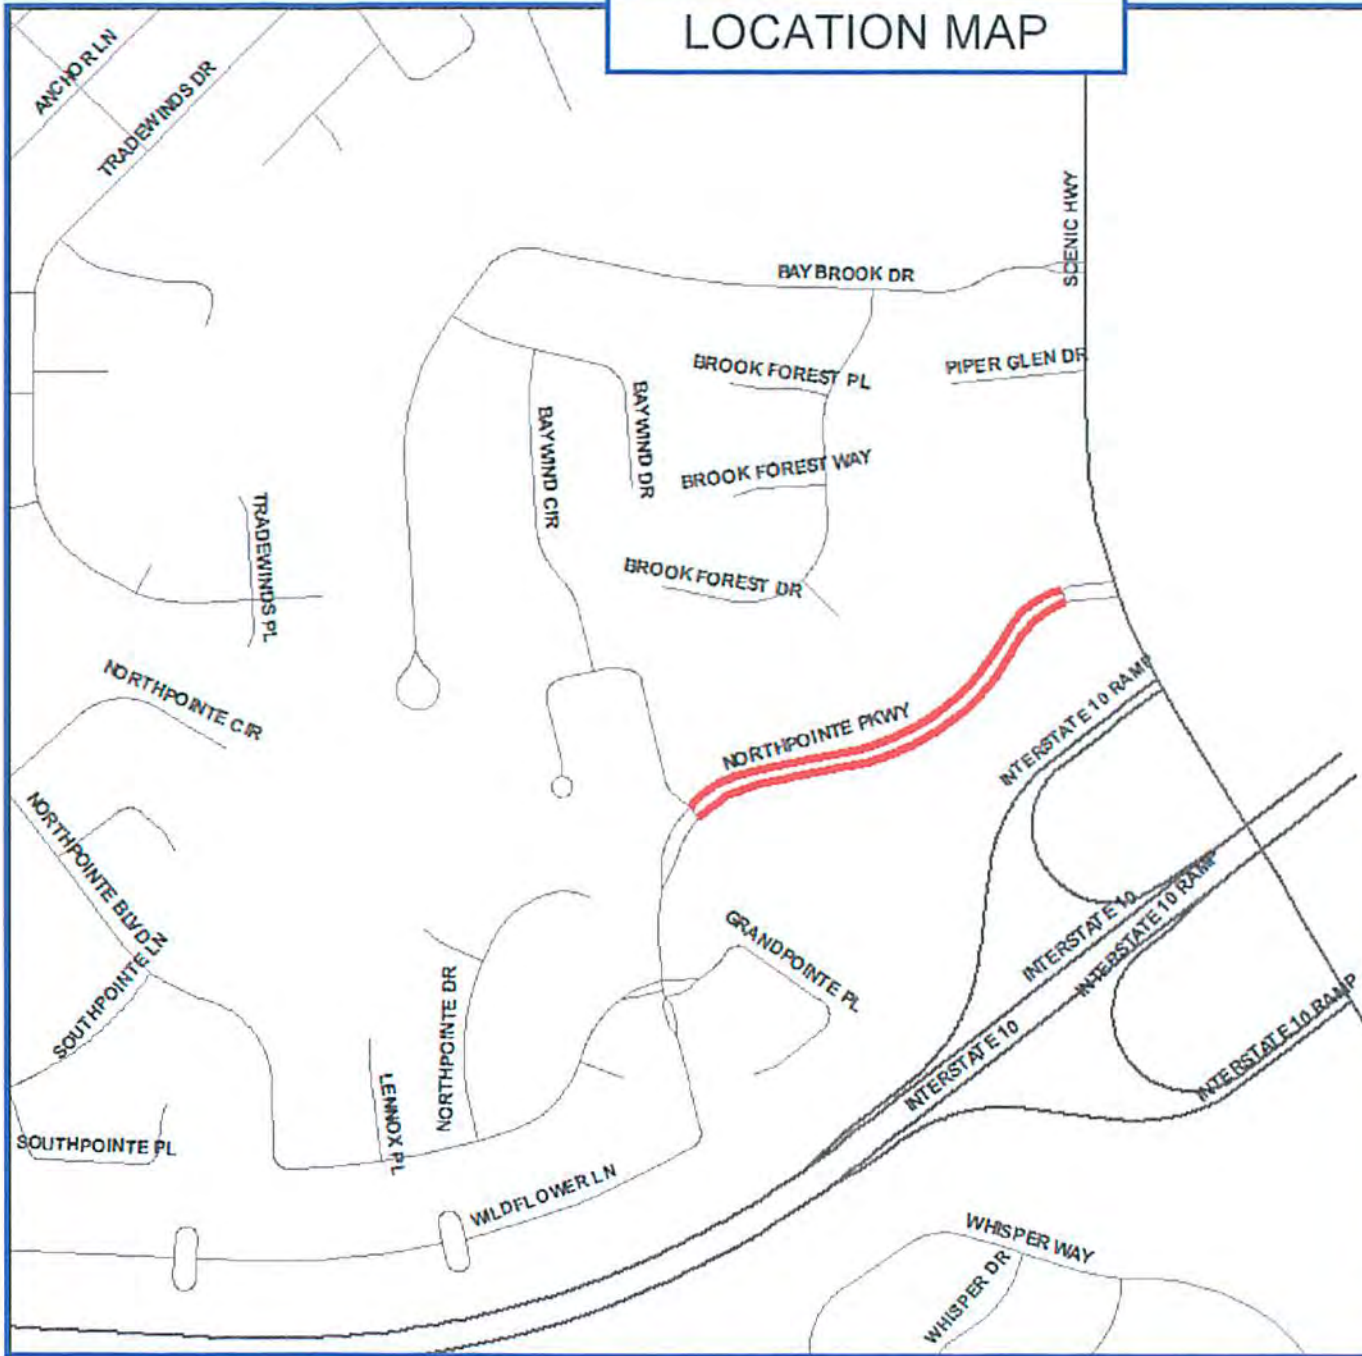 LOCATION MAP
ANCHOR LN
TRADEWINDS DR
SCENIC HWY
BAYBROOK DR
BROOK FOREST PL
PIPER GLEN DR
BAYWIND DR
BAYWIND CIR
BROOK FOREST WAY
TRADEWINDS PL
BROOK FOREST DR
NORTHPOINTE CIR
NORTHPOINTE PKWY
INTERSTATE 10 RAMP
NORTHPOINTE BLVD
SOUTHPOINTE LN
GRANDPOINTE PL
INTERSTATE 10
INTERSTATE 10 RAMP
NORTHPOINTE DR
INTERSTATE 10
INTERSTATE 10 RAMP
LENNOX PL
SOUTHPOINTE PL
WILDFLOWER LN
WHISPER WAY
WHISPER DR